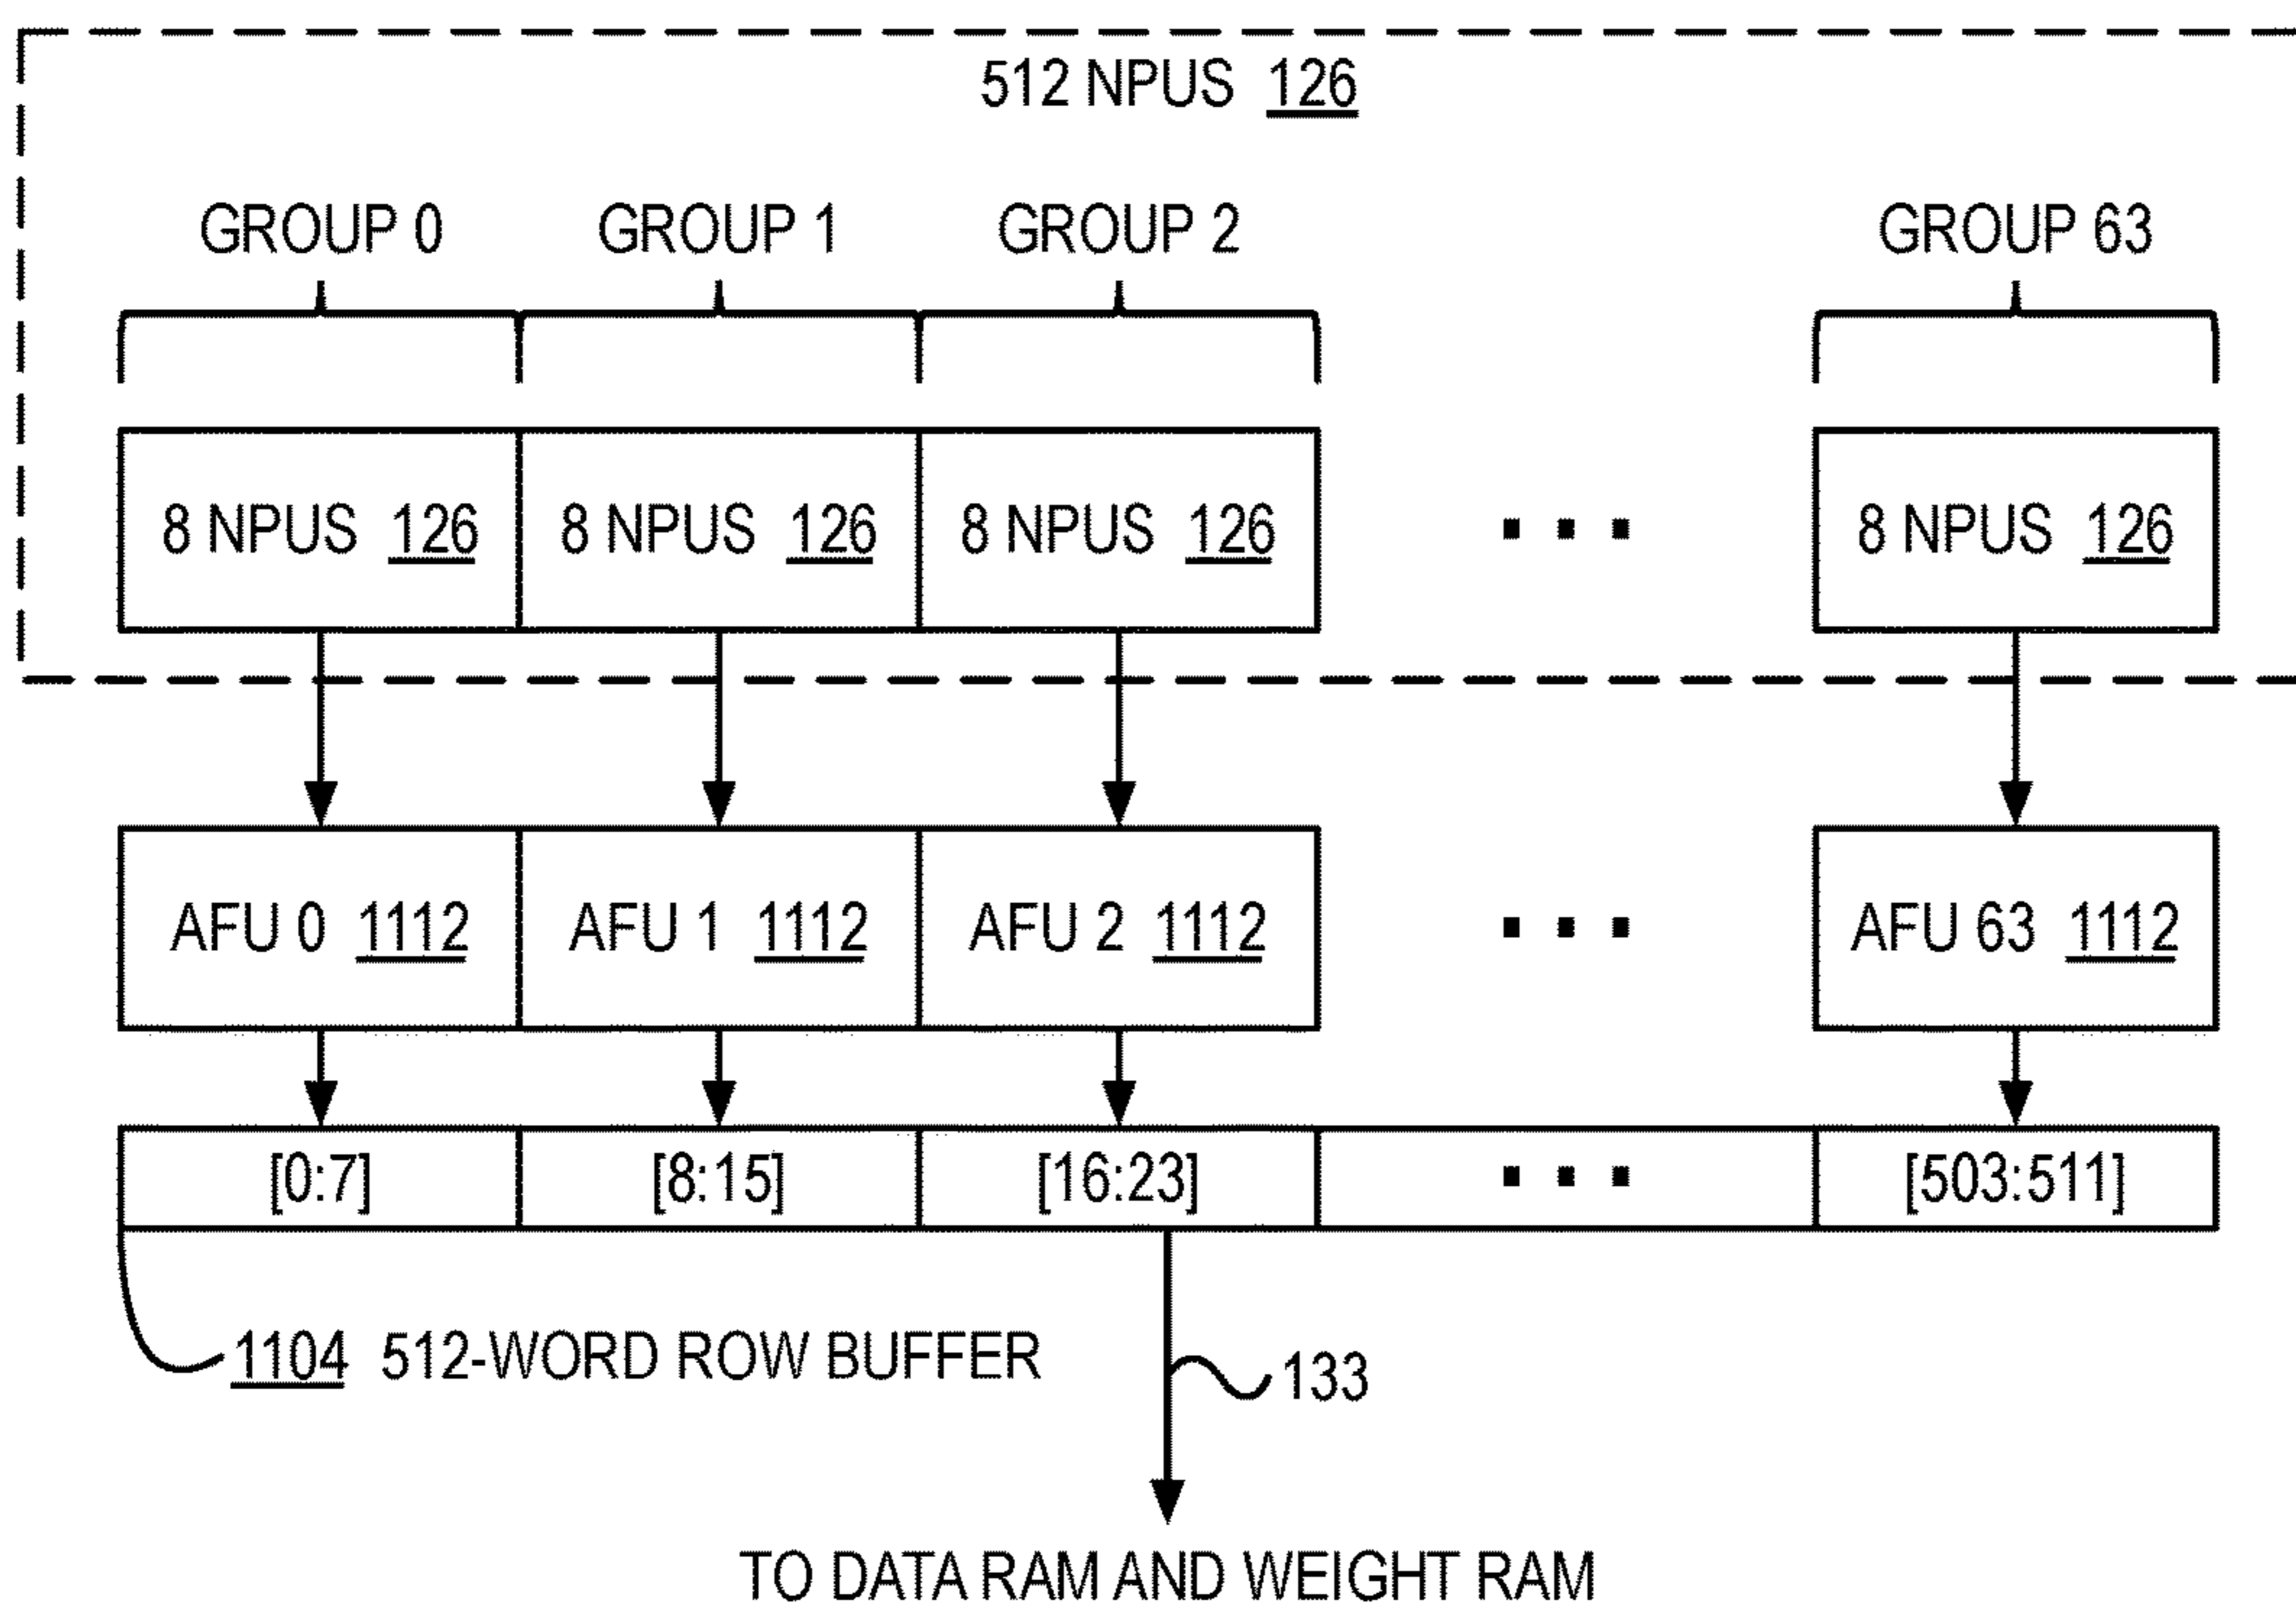 512 NPUS 126
GROUP 0 GROUP 1 GROUP 2 GROUP 63
8 NPUS 126 8 NPUS 126 8 NPUS 126 ... 8 NPUS 126
AFU 0 1112 AFU 1 1112 AFU 2 1112 ... AFU 63 1112
[0:7] [8:15] [16:23] ... [503:511]
1104 512-WORD ROW BUFFER
133
TO DATA RAM AND WEIGHT RAM